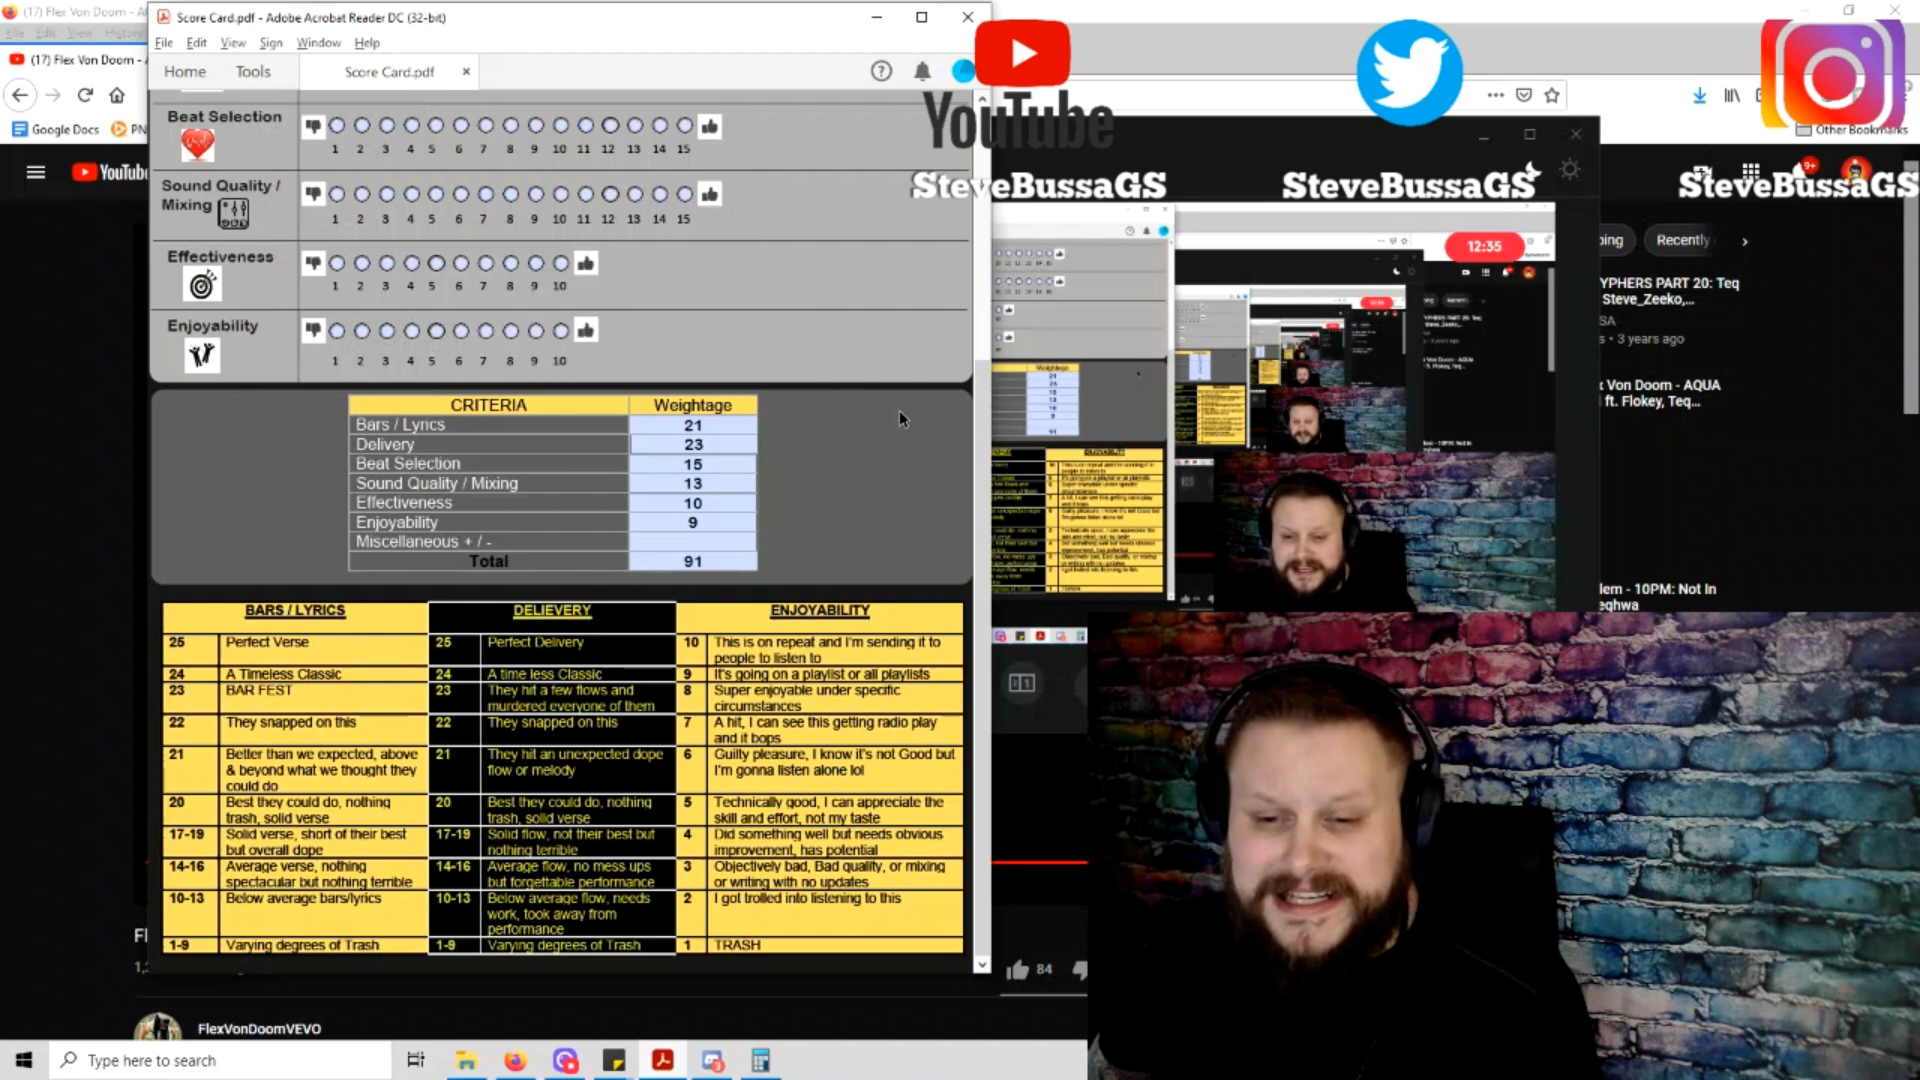 (17) Flex Von Doom - A
Score Card.pdf - Adobe Acrobat Reader DC (32-bit)
File Edit View Sign Window Help
(17) Flex Von Doom -
Home Tools Score Card.pdf
Google Docs
Other Bookmarks
YouTube
YouTube
SteveBussaGS
SteveBussaGS
SteveBussaGS
9+
Beat Selection
1 2 3 4 5 6 7 8 9 10 11 12 13 14 15
Sound Quality /
Mixing
1 2 3 4 5 6 7 8 9 10 11 12 13 14 15
Effectiveness
1 2 3 4 5 6 7 8 9 10
Enjoyability
1 2 3 4 5 6 7 8 9 10
12:35
Recently
YPHERS PART 20: Teq
Steve_Zeeko,...
SA
s • 3 years ago
Von Doom - AQUA
ft. Flokey, Teq...
lem - 10PM: Not In
eghwa
CRITERIA Weightage
Bars / Lyrics 21
Delivery 23
Beat Selection 15
Sound Quality / Mixing 13
Effectiveness 10
Enjoyability 9
Miscellaneous + / -
Total 91
BARS / LYRICS DELIEVERY ENJOYABILITY
25 Perfect Verse 25 Perfect Delivery 10 This is on repeat and I'm sending it to
people to listen to
24 A Timeless Classic 24 A time less Classic 9 It's going on a playlist or all playlists
23 BAR FEST 23 They hit a few flows and 8 Super enjoyable under specific
murdered everyone of them circumstances
22 They snapped on this 22 They snapped on this 7 A hit, I can see this getting radio play
and it bops
21 Better than we expected, above 21 They hit an unexpected dope 6 Guilly pleasure, I know it's not Good but
& beyond what we thought they flow or melody I'm gonna listen alone lol
could do
20 Best they could do, nothing 20 Best they could do, nothing 5 Technically good, I can appreciate the
trash, solid verse trash, solid verse skill and effort, not my taste
17-19 Solid verse, short of their best 17-19 Solid flow, not their best but 4 Did something well but needs obvious
but overall dope nothing terrible improvement, has potential
14-16 Average verse, nothing 14-16 Average flow, no mess ups 3 Objectively bad, Bad quality, or mixing
spectacular but nothing terrible but forgettable performance or writing with no updates
10-13 Below average bars/lyrics 10-13 Below average flow, needs 2 I got trolled into listening to this
work, took away from
performance
1-9 Varying degrees of Trash 1-9 Varying degrees of Trash 1 TRASH
84
FlexVonDoomVEVO
Type here to search